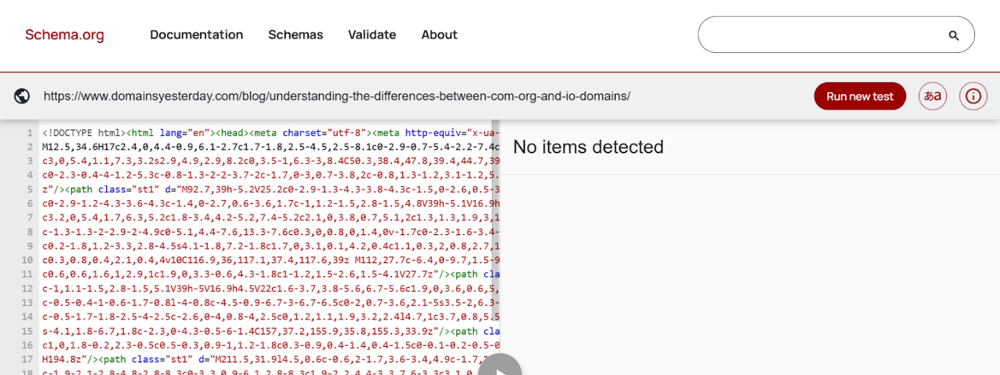 Schema.org Documentation Schemas Validate About
https://www.domainsyesterday.com/blog/understanding-the-differences-between-com-org-and-io-domains/ Run new test あa
No items detected
1 <!DOCTYPE html><html lang="en"><head><meta charset="utf-8"><meta http-equiv="x-ua-
2 M12.5,34.6H17c2.4,0,4.4-0.9,6.1-2.7c1.7-1.8,2.5-4.5,2.5-8.1c0-2.9-0.7-5.4-2.2-7.4c
3 c3,0,5.4,1.1,7.3,3.2s2.9,4.9,2.9,8.2c0,3.5-1,6.3-3,8.4C50.3,38.4,47.8,39.4,44.7,39
4 c0-2.3-0.4-4-1.2-5.3c-0.8-1.3-2-2-3.7-2c-1.7,0-3,0.7-3.8,2c-0.8,1.3-1.2,3.1-1.2,5.
5 z"/><path class="st1" d="M92.7,39h-5.2V25.2c0-2.9-1.3-4.3-3.8-4.3c-1.5,0-2.6,0.5-3
6 c0-2.9-1.2-4.3-3.6-4.3c-1.4,0-2.7,0.6-3.6,1.7c-1,1.2-1.5,2.8-1.5,4.8V39h-5.1V16.9h
7 c3.2,0,5.4,1.7,6.3,5.2c1.8-3.4,4.2-5.2,7.4-5.2c2.1,0,3.8,0.7,5.1,2c1.3,1.3,1.9,3,1
8 c-1.3-1.3-2-2.9-2-4.9c0-5.1,4.4-7.6,13.3-7.6c0.3,0,0.8,0,1.4,0v-1.7c0-2.3-1.6-3.4-
9 c0.2-1.8,1.2-3.3,2.8-4.5s4.1-1.8,7.2-1.8c1.7,0,3.1,0.1,4.2,0.4c1.1,0.3,2,0.8,2.7,1
10 c0.3,0.8,0.4,2.1,0.4,4v10C116.9,36,117.1,37.4,117.6,39z M112,27.7c-6.4,0-9.7,1.5-9
11 c0.6,0.6,1.6,1,2.9,1c1.9,0,3.3-0.6,4.3-1.8c1-1.2,1.5-2.6,1.5-4.1V27.7z"/><path cla
12 c-1,1.1-1.5,2.8-1.5,5.1V39h-5V16.9h4.5V22c1.6-3.7,3.8-5.6,6.7-5.6c1.9,0,3.6,0.6,5,
13 c-0.5-0.4-1-0.6-1.7-0.8l-4-0.8c-4.5-0.9-6.7-3-6.7-6.5c0-2,0.7-3.6,2.1-5s3.5-2,6.3-
14 c-0.5-1.7-1.8-2.5-4-2.5c-2.6,0-4,0.8-4,2.5c0,1.2,1.1,1.9,3.2,2.4l4.7,1c3.7,0.8,5.5
15 s-4.1,1.8-6.7,1.8c-2.3,0-4.3-0.5-6-1.4C157,37.2,155.9,35.8,155.3,33.9z"/><path cla
16 c1,0,1.8-0.2,2.3-0.5c0.5-0.3,0.9-1,1.2-1.8c0.3-0.9,0.4-1.4,0.4-1.5c0-0.1-0.2-0.5-0
17 H194.8z"/><path class="st1" d="M211.5,31.9l4.5,0.6c-0.6,2-1.7,3.6-3.4,4.9c-1.7,1
18